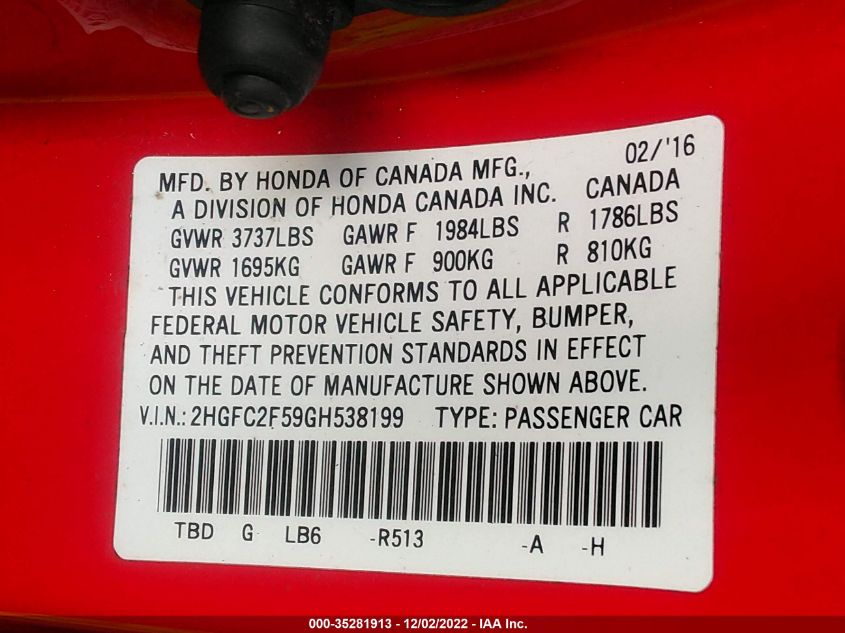 02/'16
MFD. BY HONDA OF CANADA MFG.,
A DIVISION OF HONDA CANADA INC. CANADA
GVWR 3737LBS GAWR F 1984LBS R 1786LBS
GVWR 1695KG GAWR F 900KG R 810KG
THIS VEHICLE CONFORMS TO ALL APPLICABLE
FEDERAL MOTOR VEHICLE SAFETY, BUMPER,
AND THEFT PREVENTION STANDARDS IN EFFECT
ON THE DATE OF MANUFACTURE SHOWN ABOVE.
V.I.N.: 2HGFC2F59GH538199 TYPE: PASSENGER CAR
TBD G LB6 -R513 -A -H
000-35281913 - 12/02/2022 - IAA Inc.